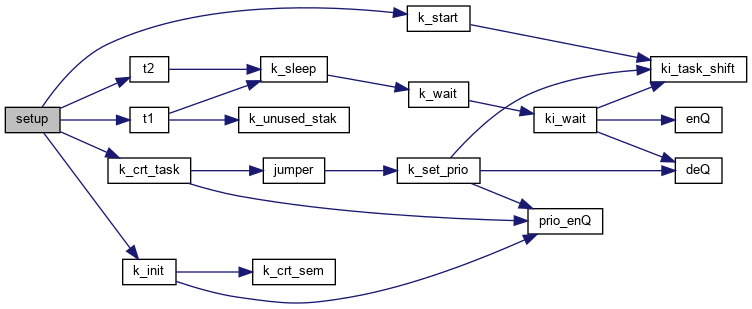 k_start
t2
k_sleep
ki_task_shift
k_wait
setup
t1
k_unused_stak
ki_wait
enQ
k_crt_task
jumper
k_set_prio
deQ
prio_enQ
k_init
k_crt_sem